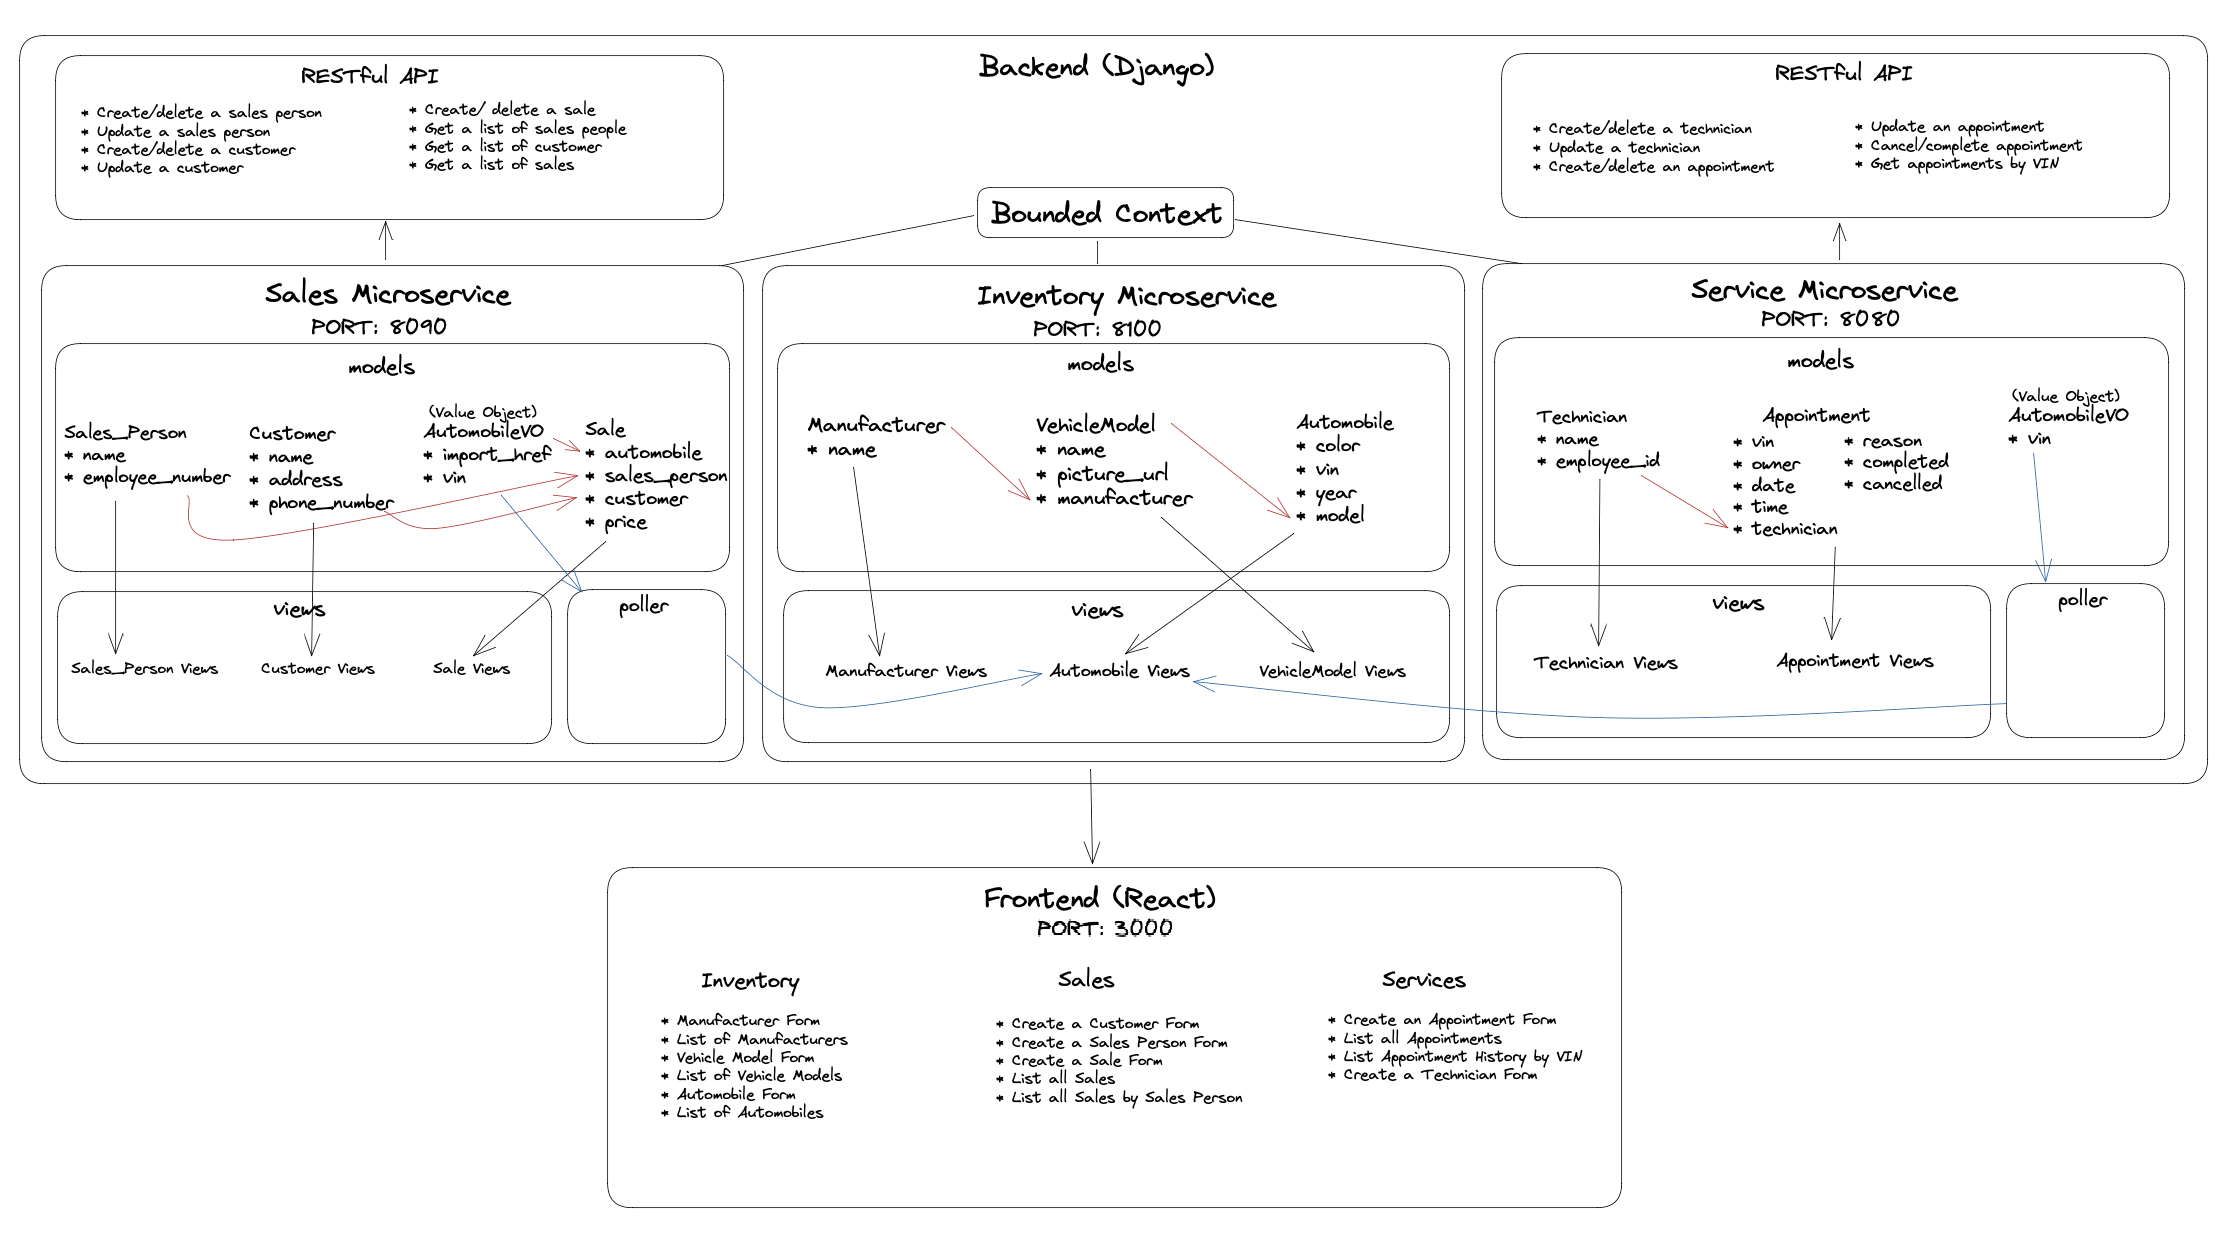 Backend (Django)
RESTful API
* Create/delete a sales person
* Update a sales person
* Create/delete a customer
* Update a customer
* Create/ delete a sale
* Get a list of sales people
* Get a list of customer
* Get a list of sales
RESTful API
* Create/delete a technician
* Update a technician
* Create/delete an appointment
* Update an appointment
* Cancel/complete appointment
* Get appointments by VIN
Bounded Context
Sales Microservice
PORT: 8090
models
Sales_Person
* name
* employee_number
Customer
* name
* address
* phone_number
(Value Object)
AutomobileVO
* import_href
* vin
Sale
* automobile
* sales_person
* customer
* price
views
Sales_Person Views
Customer Views
Sale Views
poller
Inventory Microservice
PORT: 8100
models
Manufacturer
* name
VehicleModel
* name
* picture_url
* manufacturer
Automobile
* color
* vin
* year
* model
views
Manufacturer Views
Automobile Views
VehicleModel Views
Service Microservice
PORT: 8080
models
Technician
* name
* employee_id
Appointment
* vin
* owner
* date
* time
* technician
* reason
* completed
* cancelled
(Value Object)
AutomobileVO
* vin
views
Technician Views
Appointment Views
poller
Frontend (React)
PORT: 3000
Inventory
* Manufacturer Form
* List of Manufacturers
* Vehicle Model Form
* List of Vehicle Models
* Automobile Form
* List of Automobiles
Sales
* Create a Customer Form
* Create a Sales Person Form
* Create a Sale Form
* List all Sales
* List all Sales by Sales Person
Services
* Create an Appointment Form
* List all Appointments
* List Appointment History by VIN
* Create a Technician Form